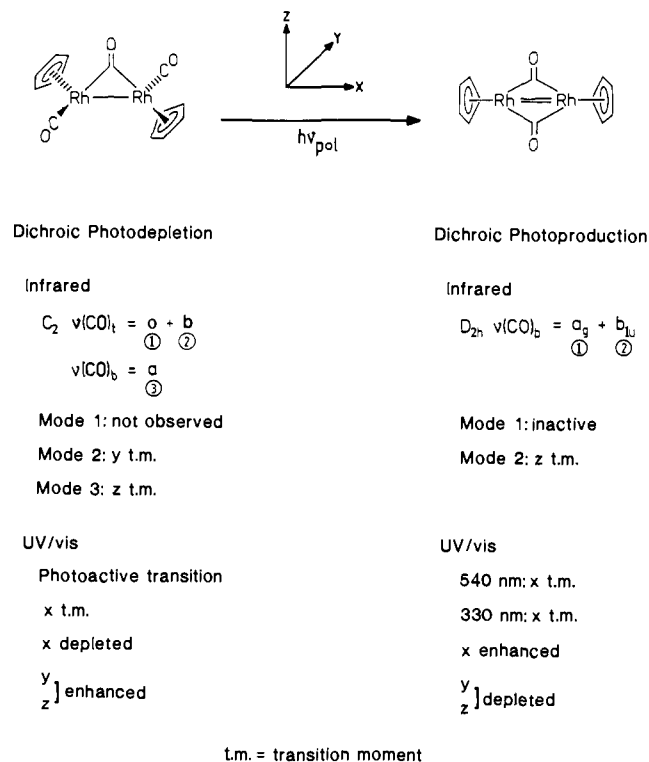 Z
Y
X
O
CO
Rh
Rh
OC
hνpol
O
Rh
Rh
O
Dichroic Photodepletion
Infrared
C2 ν(CO)t = a + b
① ②
ν(CO)b = a
③
Mode 1: not observed
Mode 2: y t.m.
Mode 3: z t.m.
UV/vis
Photoactive transition
x t.m.
x depleted
y
z ] enhanced
Dichroic Photoproduction
Infrared
D2h ν(CO)b = ag + b1u
① ②
Mode 1: inactive
Mode 2: z t.m.
UV/vis
540 nm: x t.m.
330 nm: x t.m.
x enhanced
y
z ] depleted
t.m. = transition moment